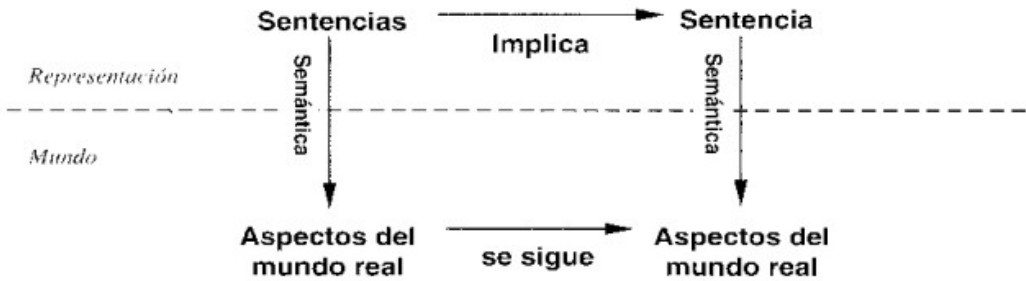 Sentencias
Implica
Sentencia
Semántica
Semántica
Representación
Mundo
Aspectos del
mundo real
se sigue
Aspectos del
mundo real